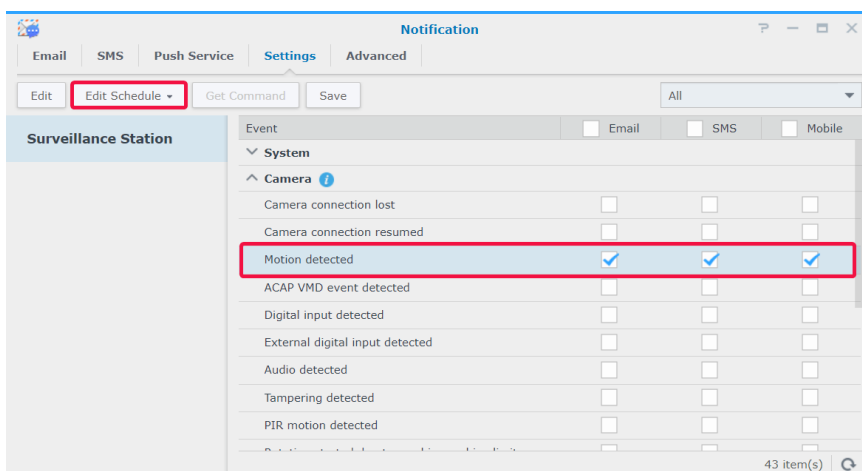 Notification
Email SMS Push Service Settings Advanced
Edit Edit Schedule Get Command Save All
Surveillance Station
Event Email SMS Mobile
System
Camera i
Camera connection lost
Camera connection resumed
Motion detected
ACAP VMD event detected
Digital input detected
External digital input detected
Audio detected
Tampering detected
PIR motion detected
43 item(s)